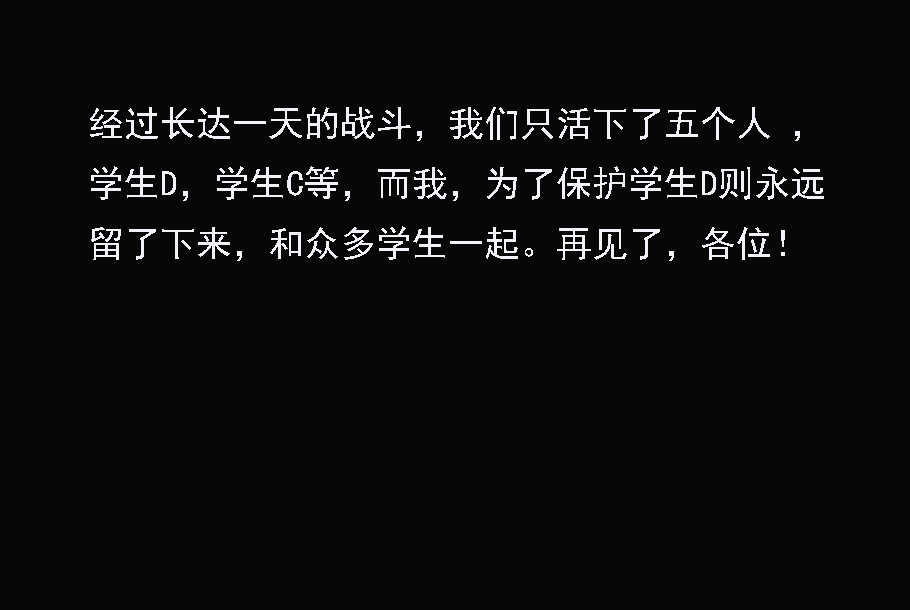 经过长达一天的战斗，我们只活下了五个人 ，
学生D，学生C等，而我，为了保护学生D则永远
留了下来，和众多学生一起。再见了，各位！